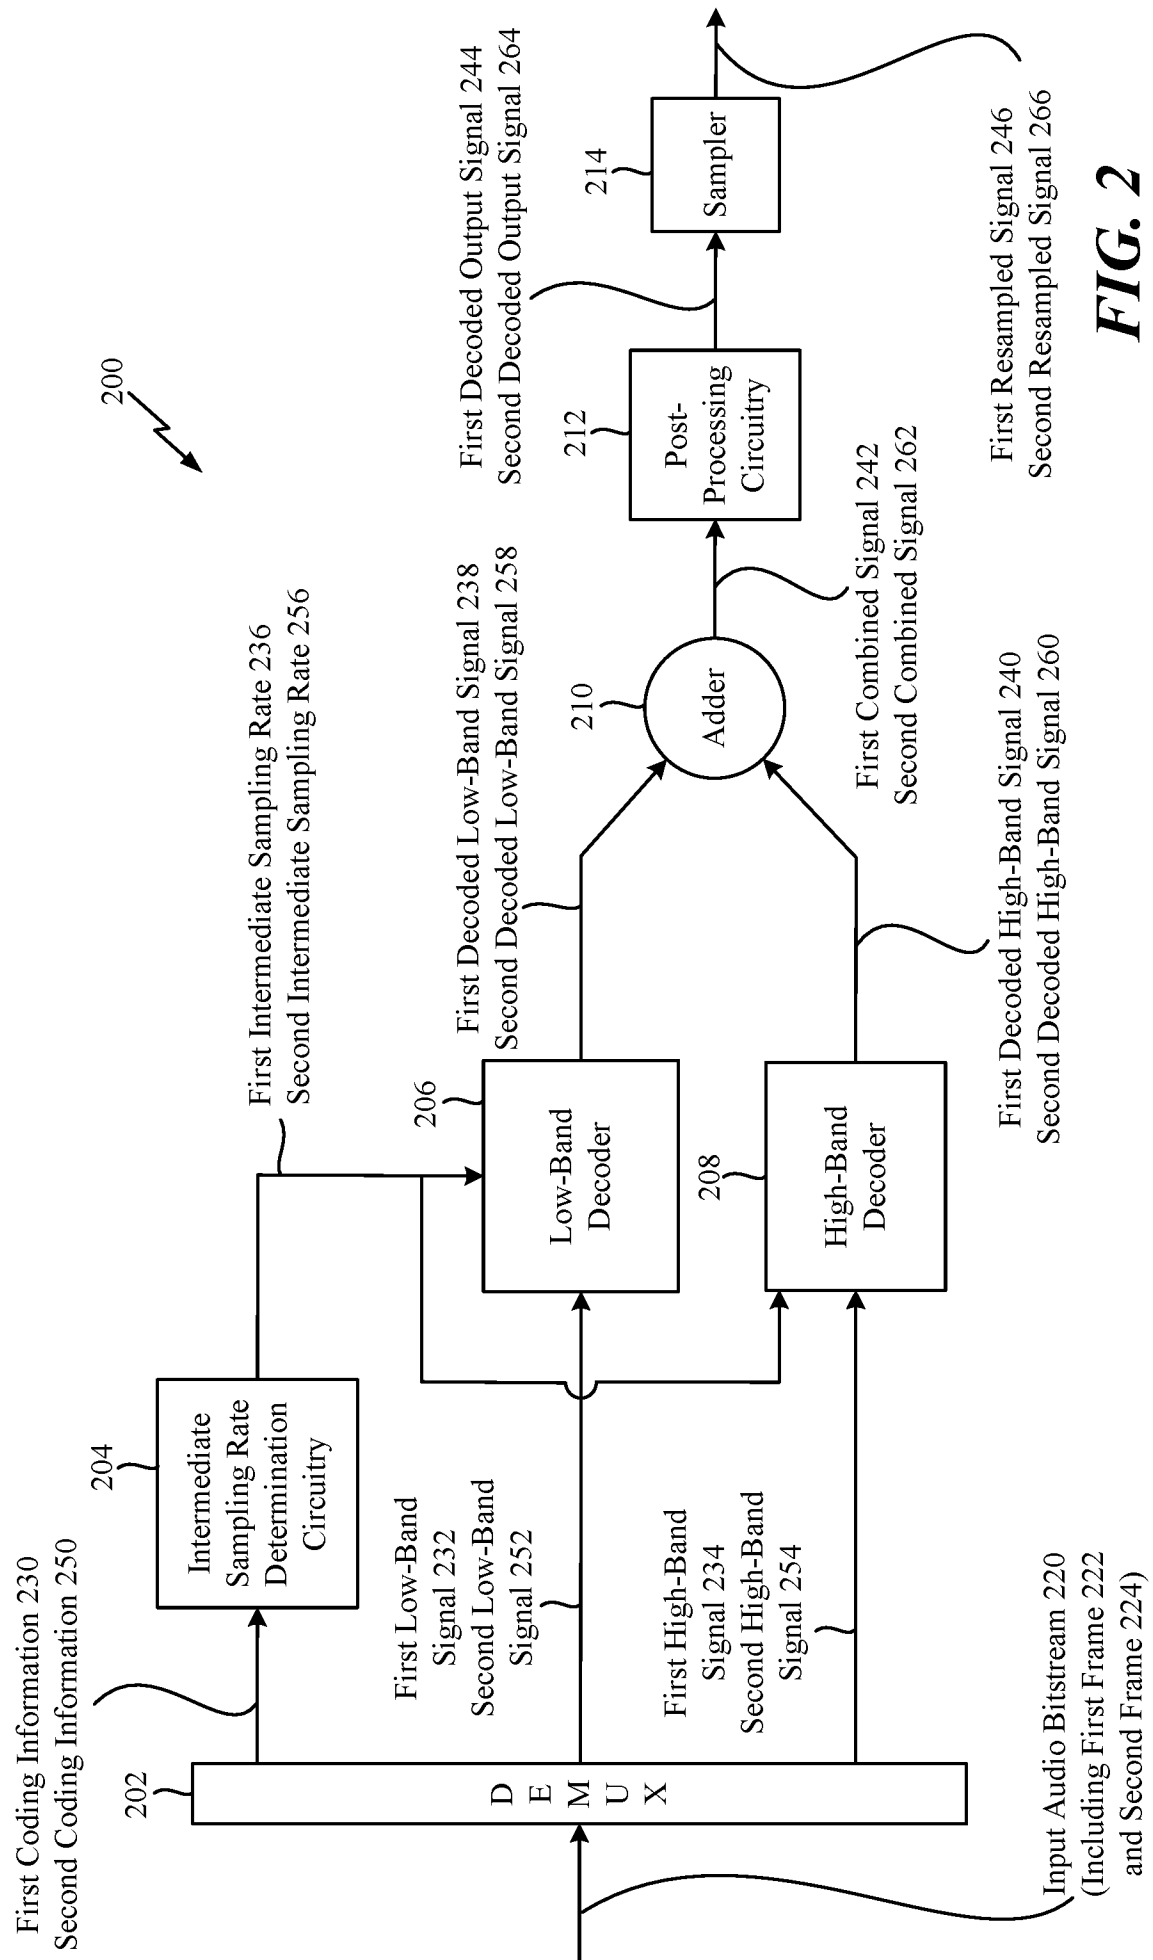 200
First Coding Information 230
Second Coding Information 250
202
D
E
M
U
X
Input Audio Bitstream 220
(Including First Frame 222
and Second Frame 224)
204
Intermediate
Sampling Rate
Determination
Circuitry
First Intermediate Sampling Rate 236
Second Intermediate Sampling Rate 256
First Low-Band
Signal 232
Second Low-Band
Signal 252
First High-Band
Signal 234
Second High-Band
Signal 254
206
Low-Band
Decoder
208
High-Band
Decoder
First Decoded Low-Band Signal 238
Second Decoded Low-Band Signal 258
First Decoded High-Band Signal 240
Second Decoded High-Band Signal 260
210
Adder
First Combined Signal 242
Second Combined Signal 262
212
Post-
Processing
Circuitry
First Decoded Output Signal 244
Second Decoded Output Signal 264
214
Sampler
First Resampled Signal 246
Second Resampled Signal 266
FIG. 2